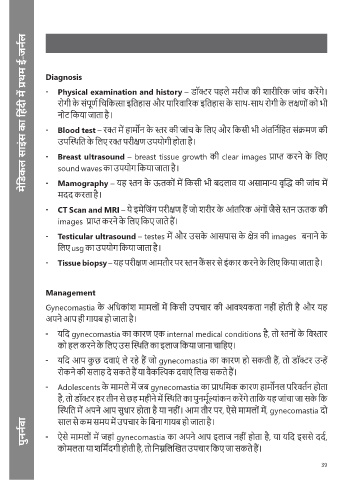 मेडिकल साइंस का हिंदी में प्रथम ई-जर्नल
Diagnosis
- Physical examination and history – डॉक्टर पहले मरीज की शारीरिक जांच करेंगे।
रोगी के संपूर्ण चिकित्सा इतिहास और पारिवारिक इतिहास के साथ-साथ रोगी के लक्षणों को भी
नोट किया जाता है।
- Blood test – रक्त में हार्मोन के स्तर की जांच के लिए और किसी भी अंतर्निहित संक्रमण की
उपस्थिति के लिए रक्त परीक्षण उपयोगी होता है।
- Breast ultrasound – breast tissue growth की clear images प्राप्त करने के लिए
sound waves का उपयोग किया जाता है।
- Mamography – यह स्तन के ऊतकों में किसी भी बदलाव या असामान्य वृद्धि की जांच में
मदद करता है।
- CT Scan and MRI – ये इमेजिंग परीक्षण हैं जो शरीर के आंतरिक अंगों जैसे स्तन ऊतक की
images प्राप्त करने के लिए किए जाते हैं।
- Testicular ultrasound – testes में और उसके आसपास के क्षेत्र की images बनाने के
लिए usg का उपयोग किया जाता है।
- Tissue biopsy – यह परीक्षण आमतौर पर स्तन कैंसर से इंकार करने के लिए किया जाता है।
Management
Gynecomastia के अधिकांश मामलों में किसी उपचार की आवश्यकता नहीं होती है और यह
अपने आप ही गायब हो जाता है।
- यदि gynecomastia का कारण एक internal medical conditions है, तो स्तनों के विस्तार
को हल करने के लिए उस स्थिति का इलाज किया जाना चाहिए।
- यदि आप कुछ दवाएं ले रहे हैं जो gynecomastia का कारण हो सकती हैं, तो डॉक्टर उन्हें
रोकने की सलाह दे सकते हैं या वैकल्पिक दवाएं लिख सकते हैं।
- Adolescents के मामले में जब gynecomastia का प्राथमिक कारण हार्मोनल परिवर्तन होता
है, तो डॉक्टर हर तीन से छह महीने में स्थिति का पुनर्मूल्यांकन करेंगे ताकि यह जांचा जा सके कि
स्थिति में अपने आप सुधार होता है या नहीं। आम तौर पर, ऐसे मामलों में, gynecomastia दो
साल से कम समय में उपचार के बिना गायब हो जाता है।
- ऐसे मामलों में जहां gynecomastia का अपने आप इलाज नहीं होता है, या यदि इससे दर्द,
कोमलता या शर्मिंदगी होती है, तो निम्नलिखित उपचार किए जा सकते हैं।
पुनर्नवा